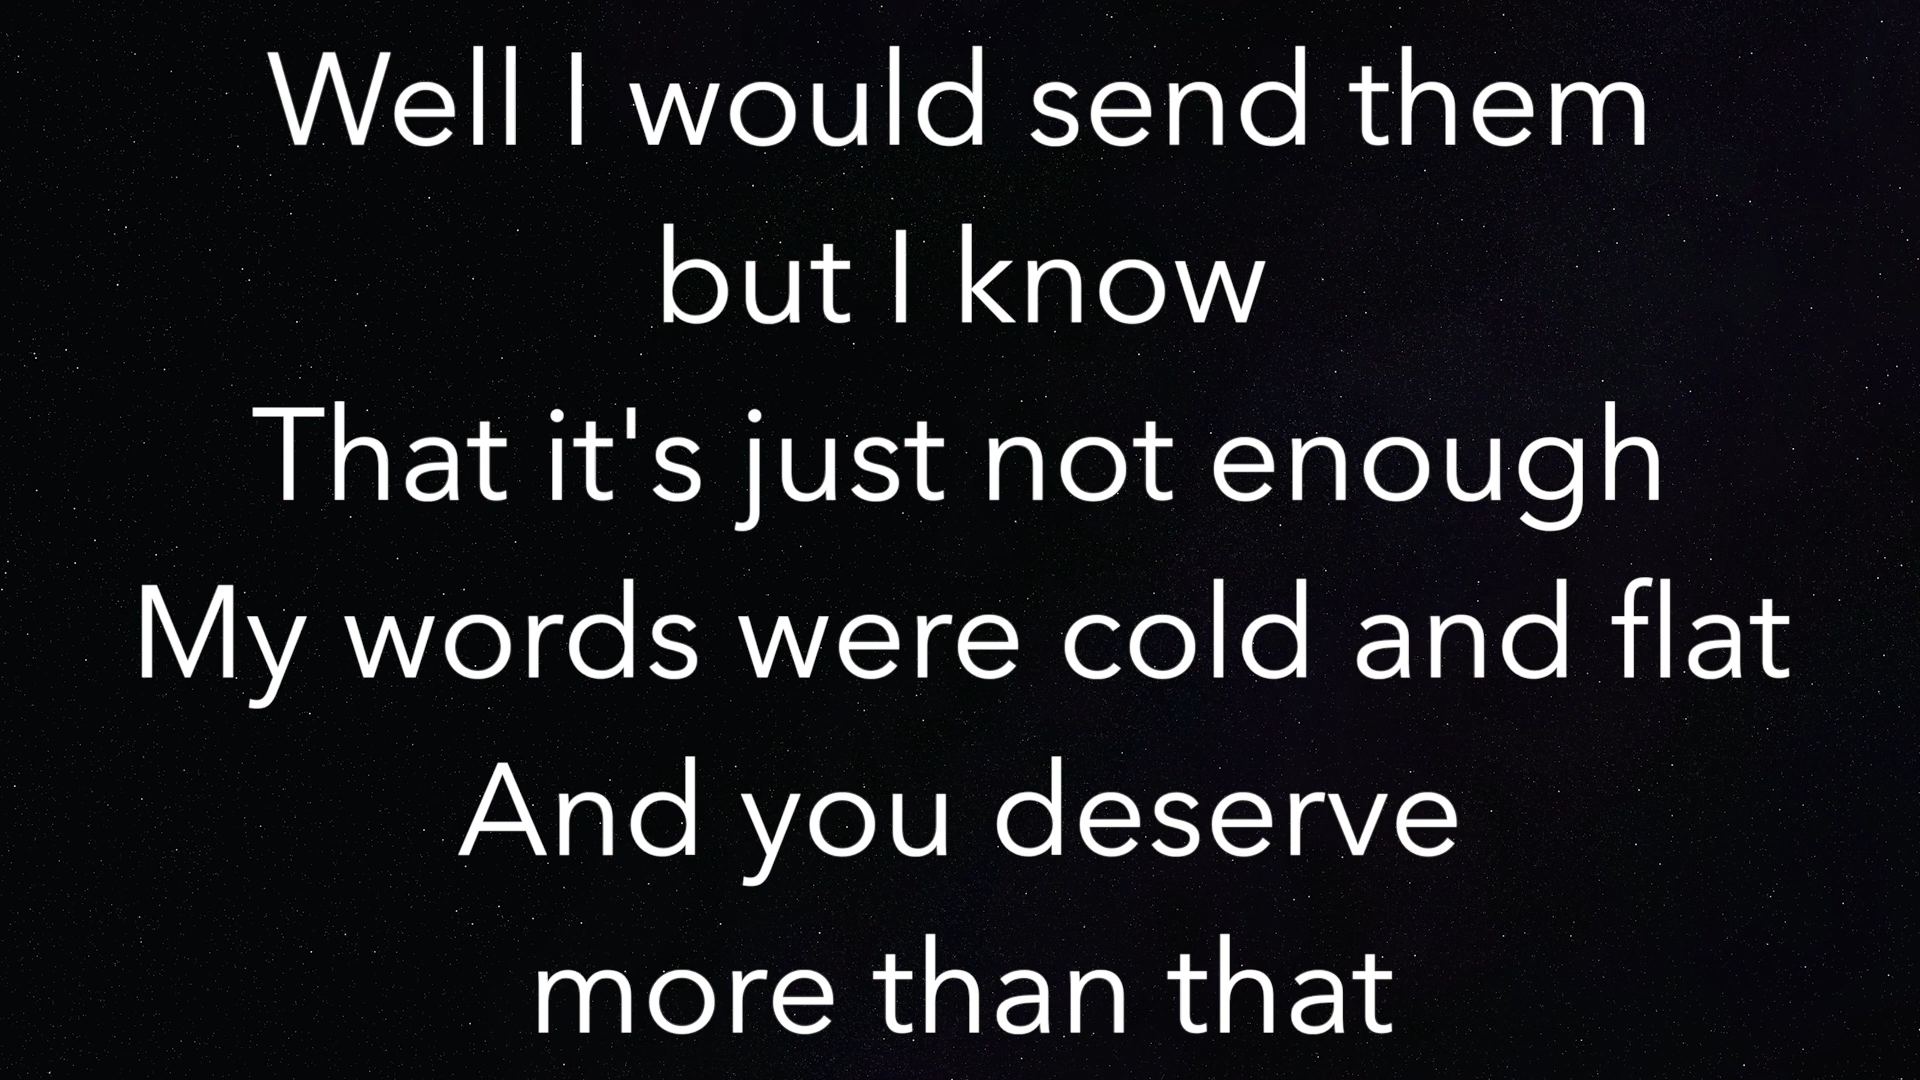 Well I would send them
but I know
That it's just not enough
My words were cold and flat
And you deserve
more than that